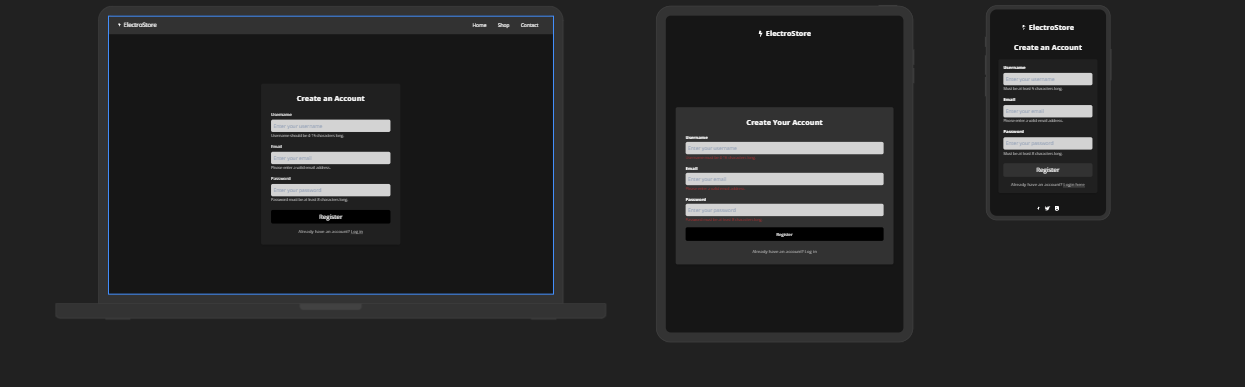 ElectroStore
Home Shop Contact
Create an Account
Username
Enter your username
Username should be 8-15 characters long.
Email
Enter your email
Please enter a valid email address.
Password
Enter your password
Password must be at least 8 characters long.
Register
Already have an account? Log in
ElectroStore
Create Your Account
Username
Enter your username
Email
Enter your email
Password
Enter your password
Register
Already have an account? Log In
ElectroStore
Create an Account
Username
Enter your username
Must be at least 4 characters long.
Email
Enter your email
Please enter a valid email address.
Password
Enter your password
Must be at least 8 characters long.
Register
Already have an account? Login here